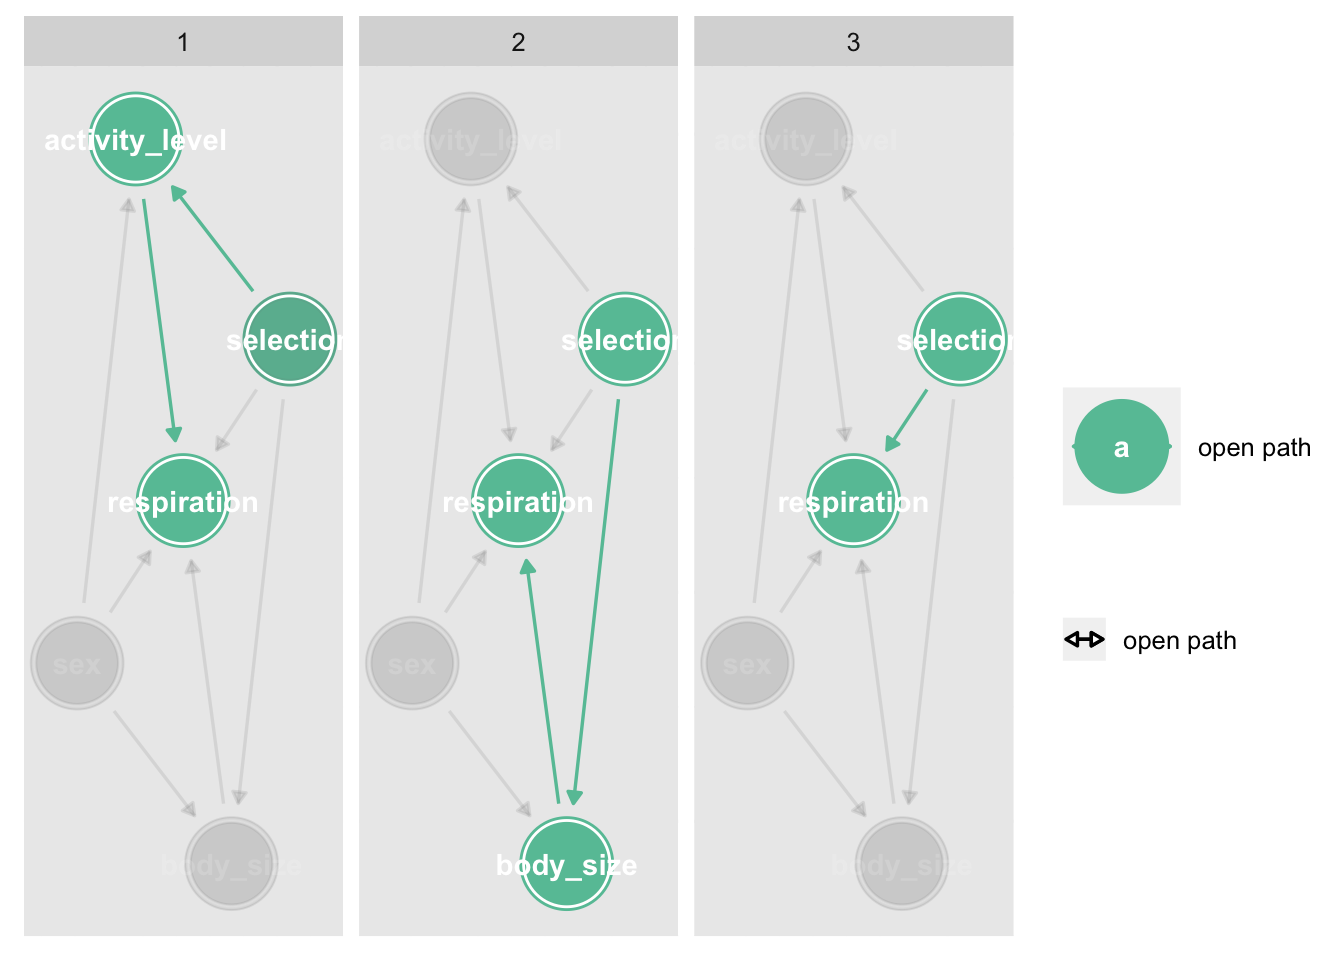 1
2
3
activity_level
activity_level
activity_level
selection
selection
selection
respiration
respiration
respiration
sex
sex
sex
body_size
body_size
body_size
a
open path
open path